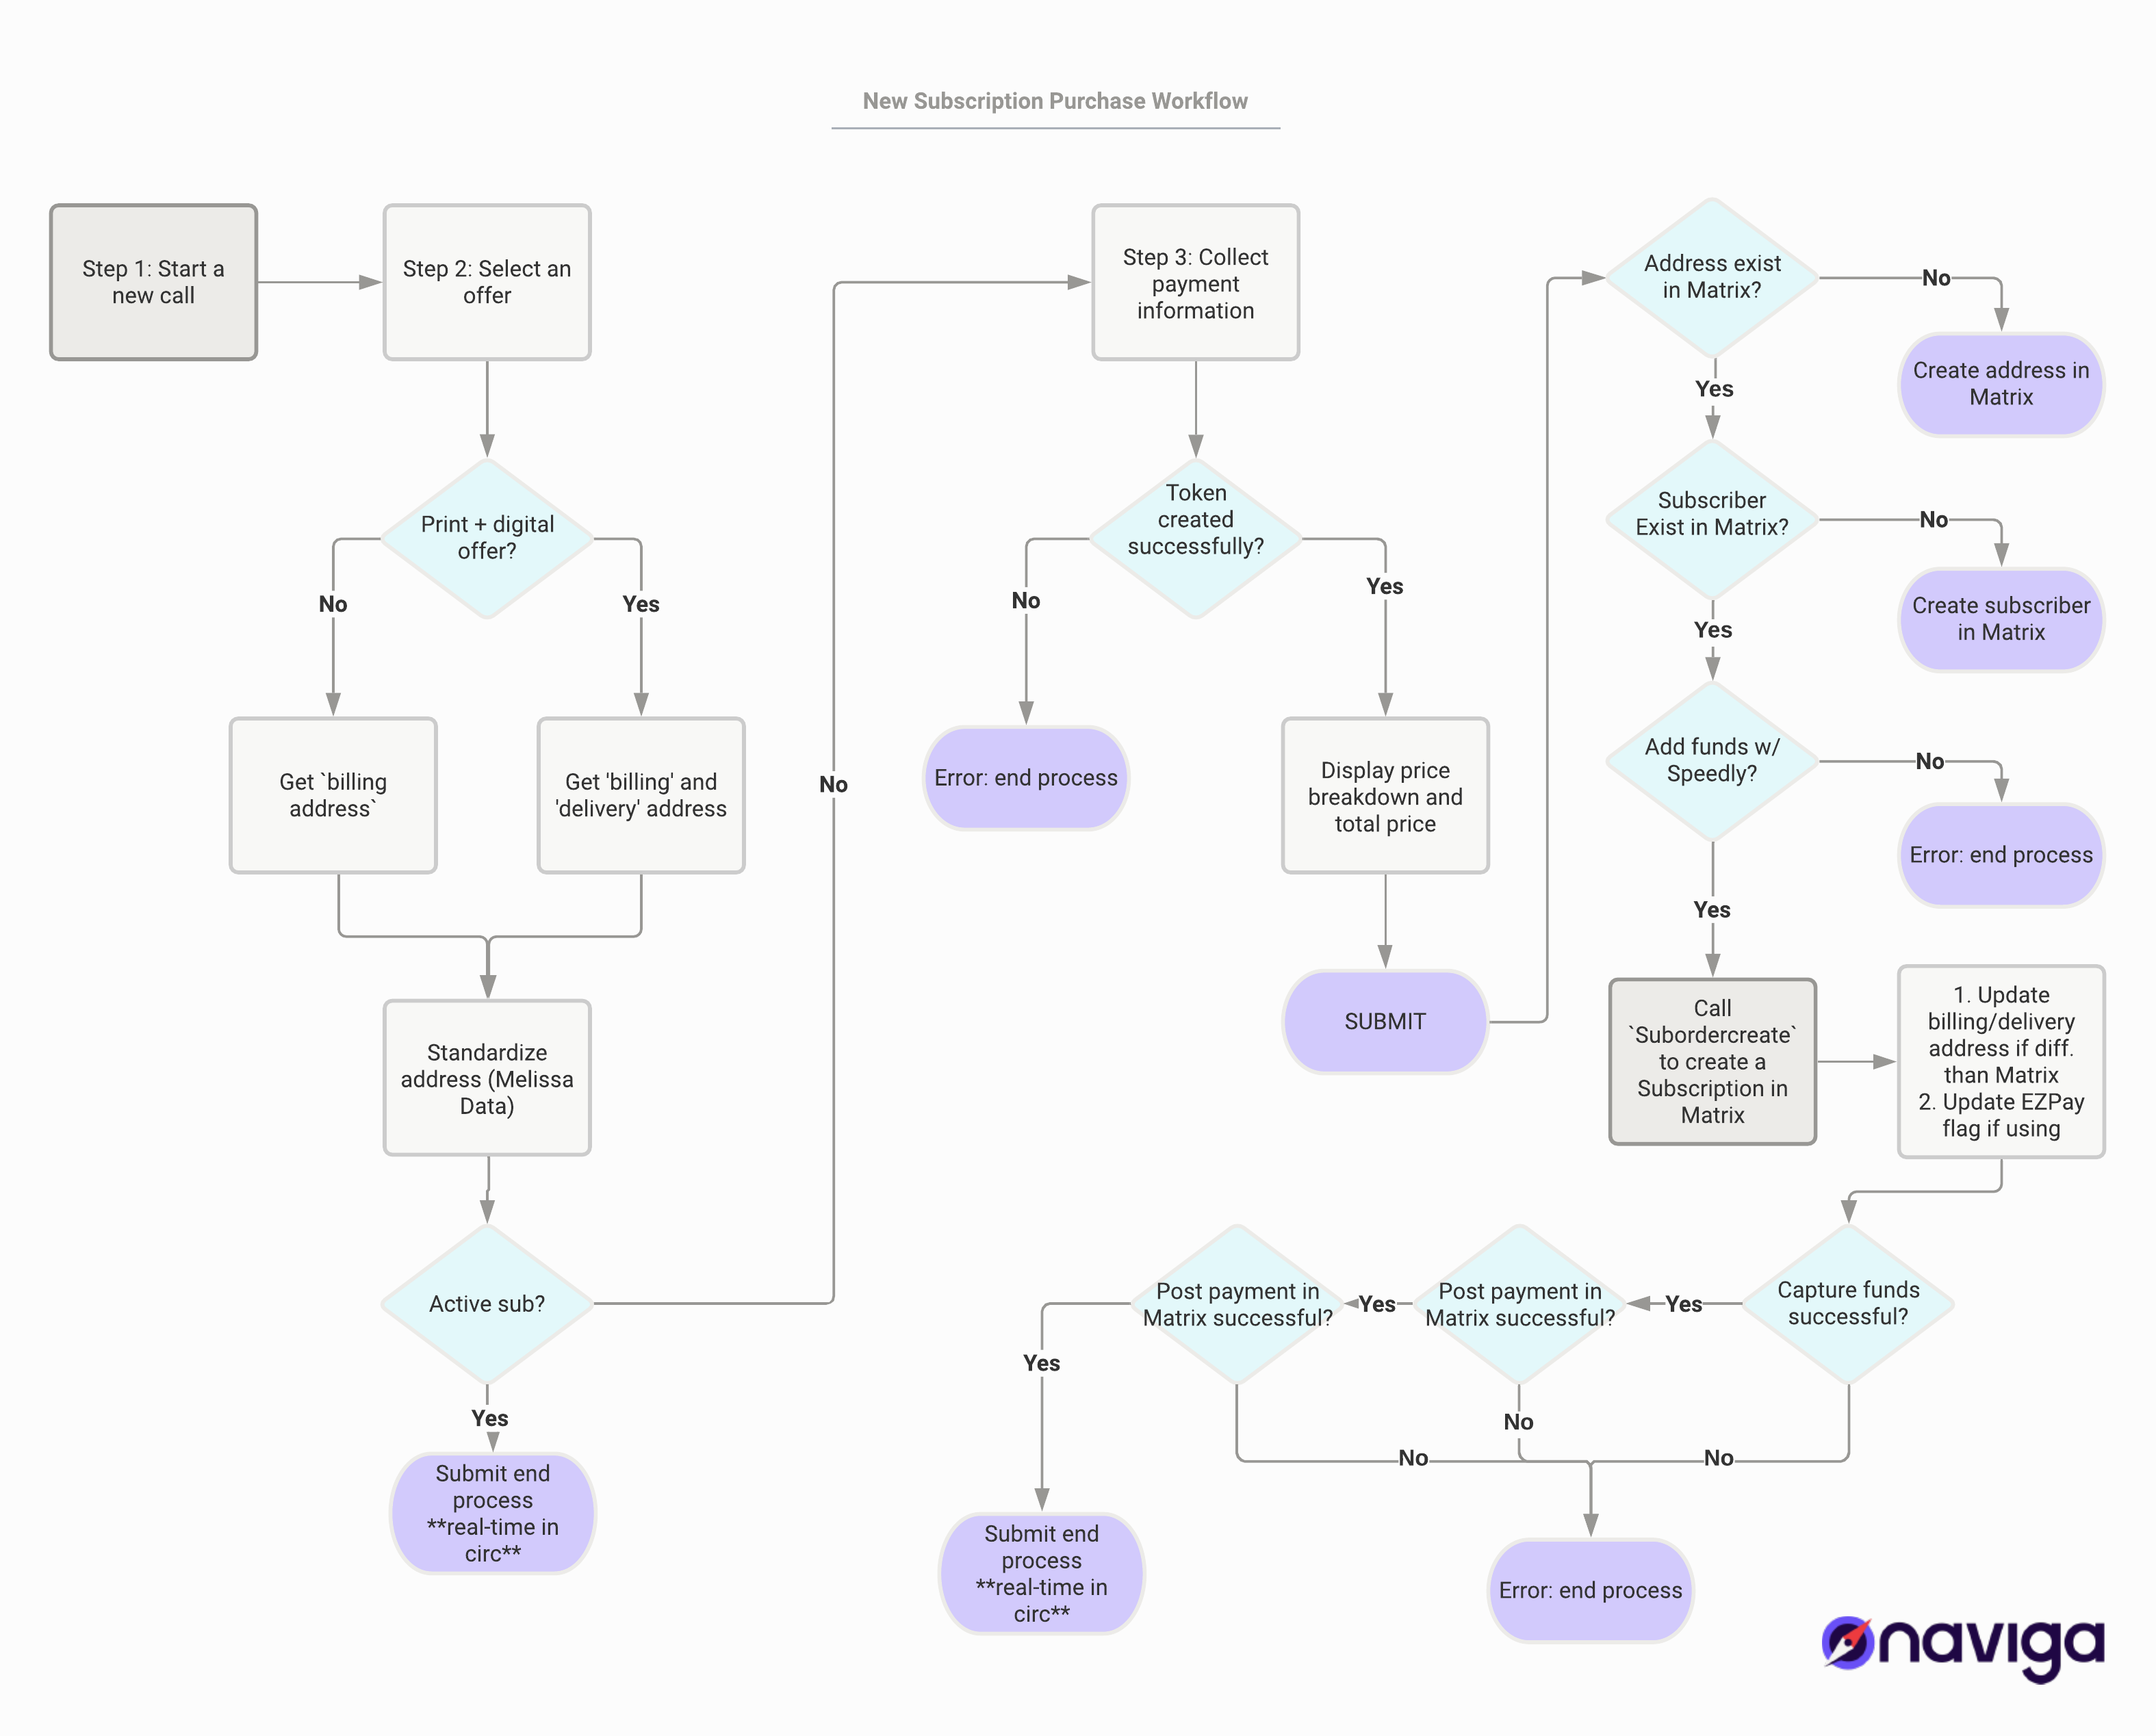 New Subscription Purchase Workflow
Step 1: Start a
new call
Step 2: Select an
offer
Print + digital
offer?
No
Yes
Get `billing
address`
Get 'billing' and
'delivery' address
Standardize
address (Melissa
Data)
Active sub?
No
Yes
Submit end
process
**real-time in
circ**
Step 3: Collect
payment
information
Token
created
successfully?
No
Yes
Error: end process
Display price
breakdown and
total price
SUBMIT
Address exist
in Matrix?
No
Create address in
Matrix
Yes
Subscriber
Exist in Matrix?
No
Create subscriber
in Matrix
Yes
Add funds w/
Speedly?
No
Error: end process
Yes
Call
`Subordercreate`
to create a
Subscription in
Matrix
1. Update
billing/delivery
address if diff.
than Matrix
2. Update EZPay
flag if using
Capture funds
successful?
Yes
Post payment in
Matrix successful?
Yes
Post payment in
Matrix successful?
Yes
No
No
No
Submit end
process
**real-time in
circ**
Error: end process
naviga